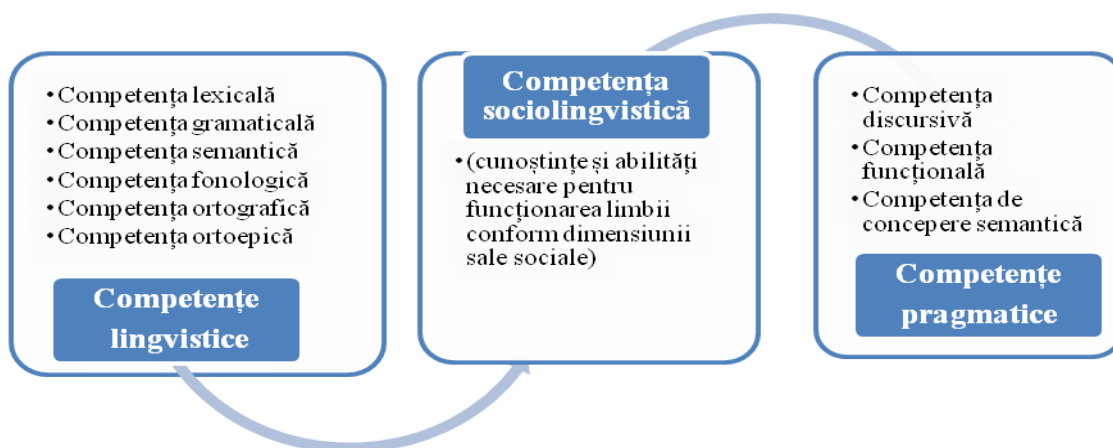 •Competența lexicală
•Competența gramaticală
•Competența semantică
•Competența fonologică
•Competența ortografică
•Competența ortoepică
Competențe
lingvistice
Competența
sociolingvistică
•(cunoștințe și abilități
necesare pentru
funcționarea limbii
conform dimensiunii
sale sociale)
•Competența
discursivă
•Competența
funcțională
•Competența de
concepere semantică
Competențe
pragmatice